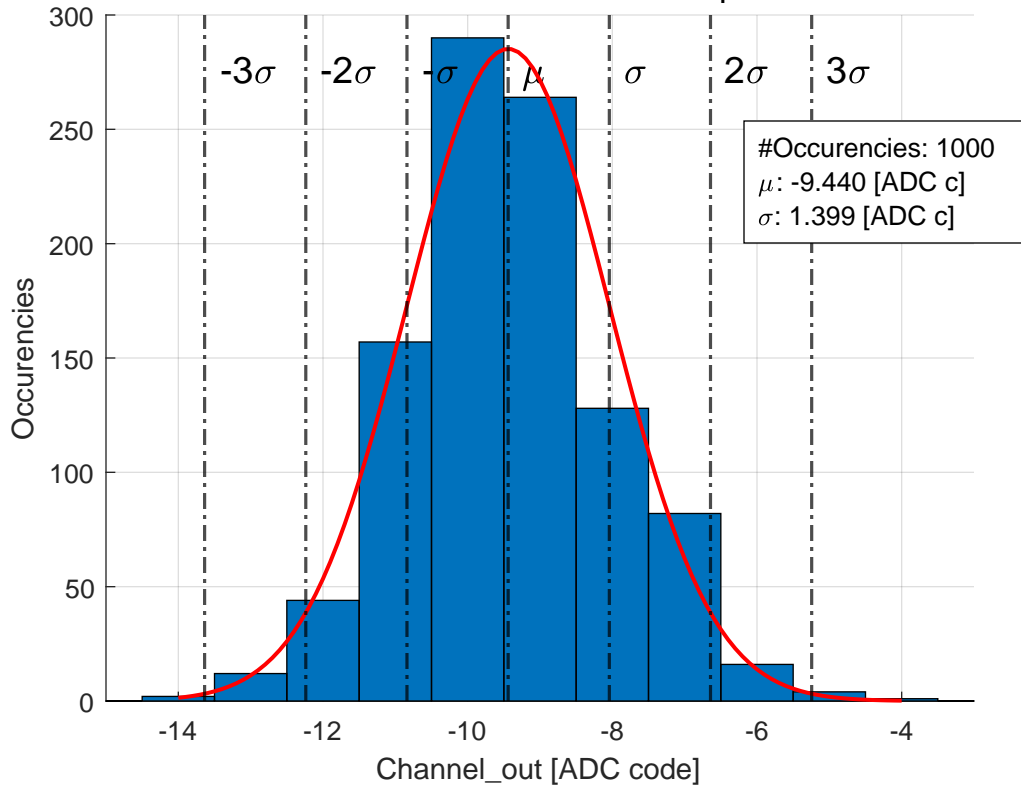 300
250
200
150
100
50
0
Occurencies
-3σ
-2σ
-σ
μ
σ
2σ
3σ
#Occurencies: 1000
μ: -9.440 [ADC c]
σ: 1.399 [ADC c]
-14
-12
-10
-8
-6
-4
Channel_out [ADC code]